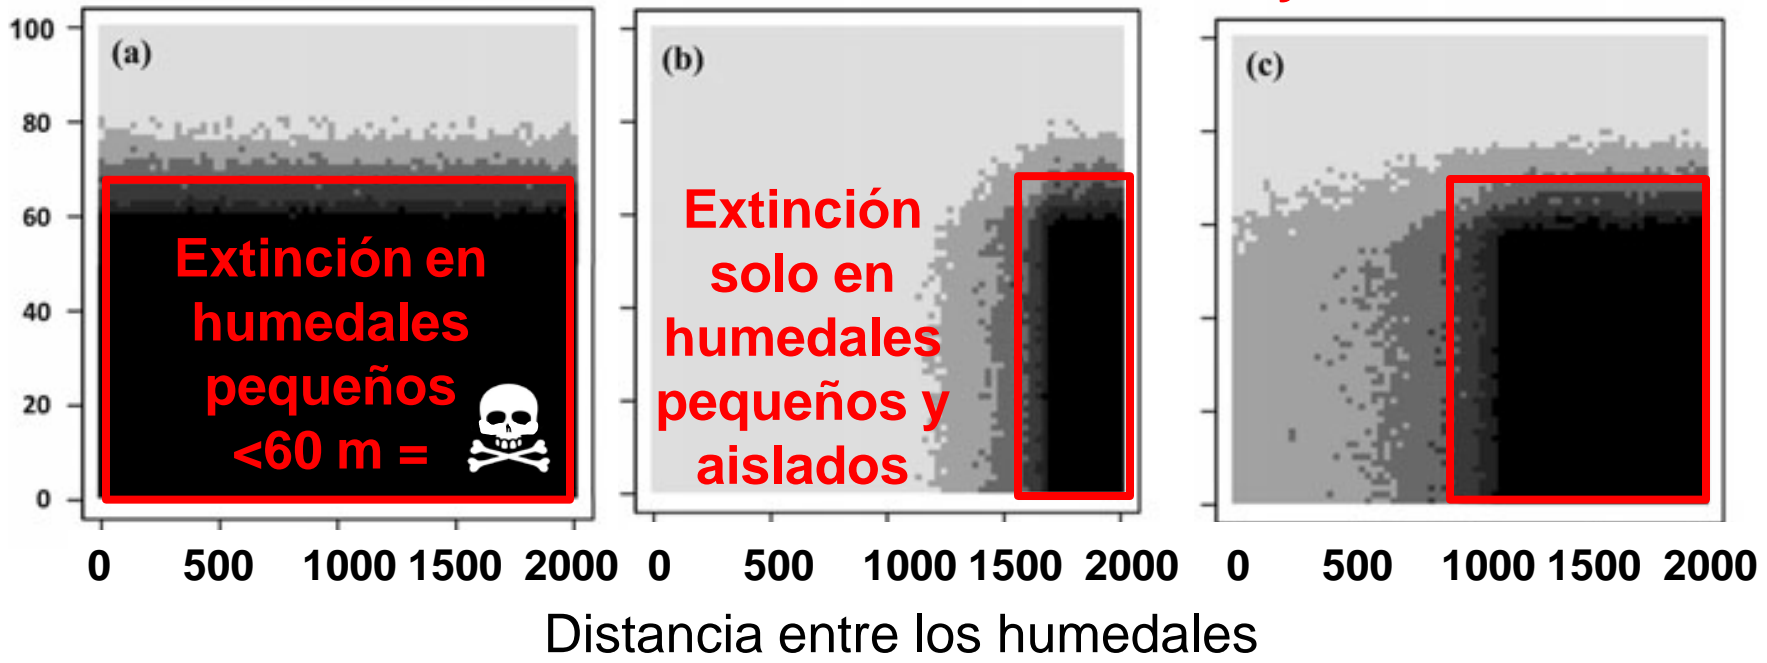 (a)
(b)
(c)
100
80
60
40
20
0
Extinción en
humedales
pequeños
<60 m =
Extinción
solo en
humedales
pequeños y
aislados
0 500 1000 1500 2000
0 500 1000 1500 2000
0 500 1000 1500 2000
Distancia entre los humedales